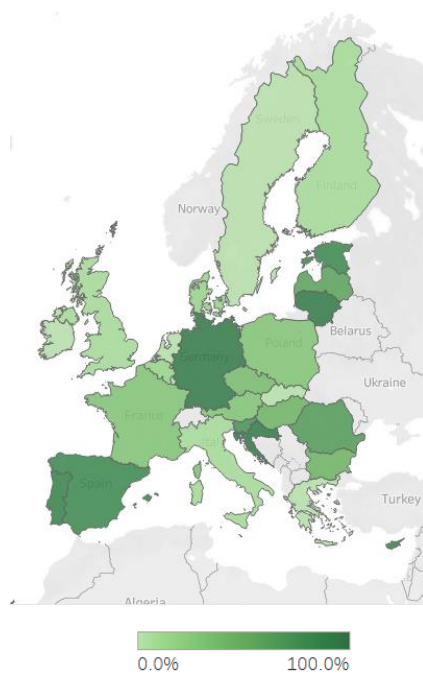 Sweden
Finland
Norway
Belarus
Germany
Poland
Ukraine
France
Spain
Turkey
Algeria
0.0% 100.0%